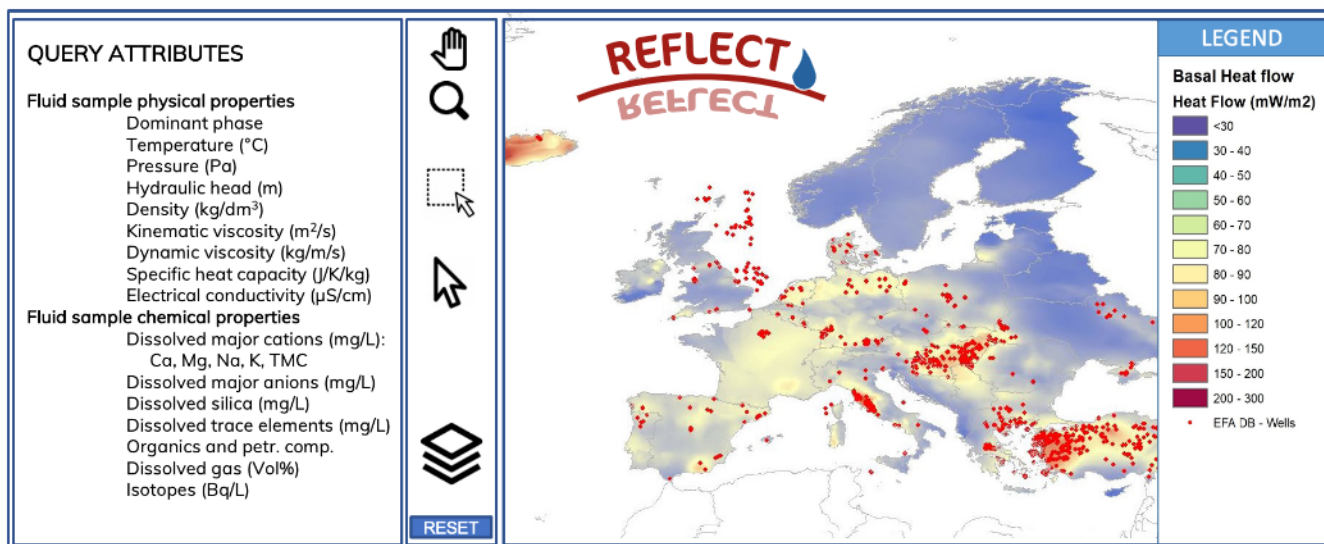 QUERY ATTRIBUTES
Fluid sample physical properties
Dominant phase
Temperature (°C)
Pressure (Pa)
Hydraulic head (m)
Density (kg/dm³)
Kinematic viscosity (m²/s)
Dynamic viscosity (kg/m/s)
Specific heat capacity (J/K/kg)
Electrical conductivity (µS/cm)
Fluid sample chemical properties
Dissolved major cations (mg/L):
Ca, Mg, Na, K, TMC
Dissolved major anions (mg/L)
Dissolved silica (mg/L)
Dissolved trace elements (mg/L)
Organics and petr. comp.
Dissolved gas (Vol%)
Isotopes (Bq/L)
RESET
REFLECT
REFLECT
LEGEND
Basal Heat flow
Heat Flow (mW/m2)
<30
30 - 40
40 - 50
50 - 60
60 - 70
70 - 80
80 - 90
90 - 100
100 - 120
120 - 150
150 - 200
200 - 300
EFA DB - Wells